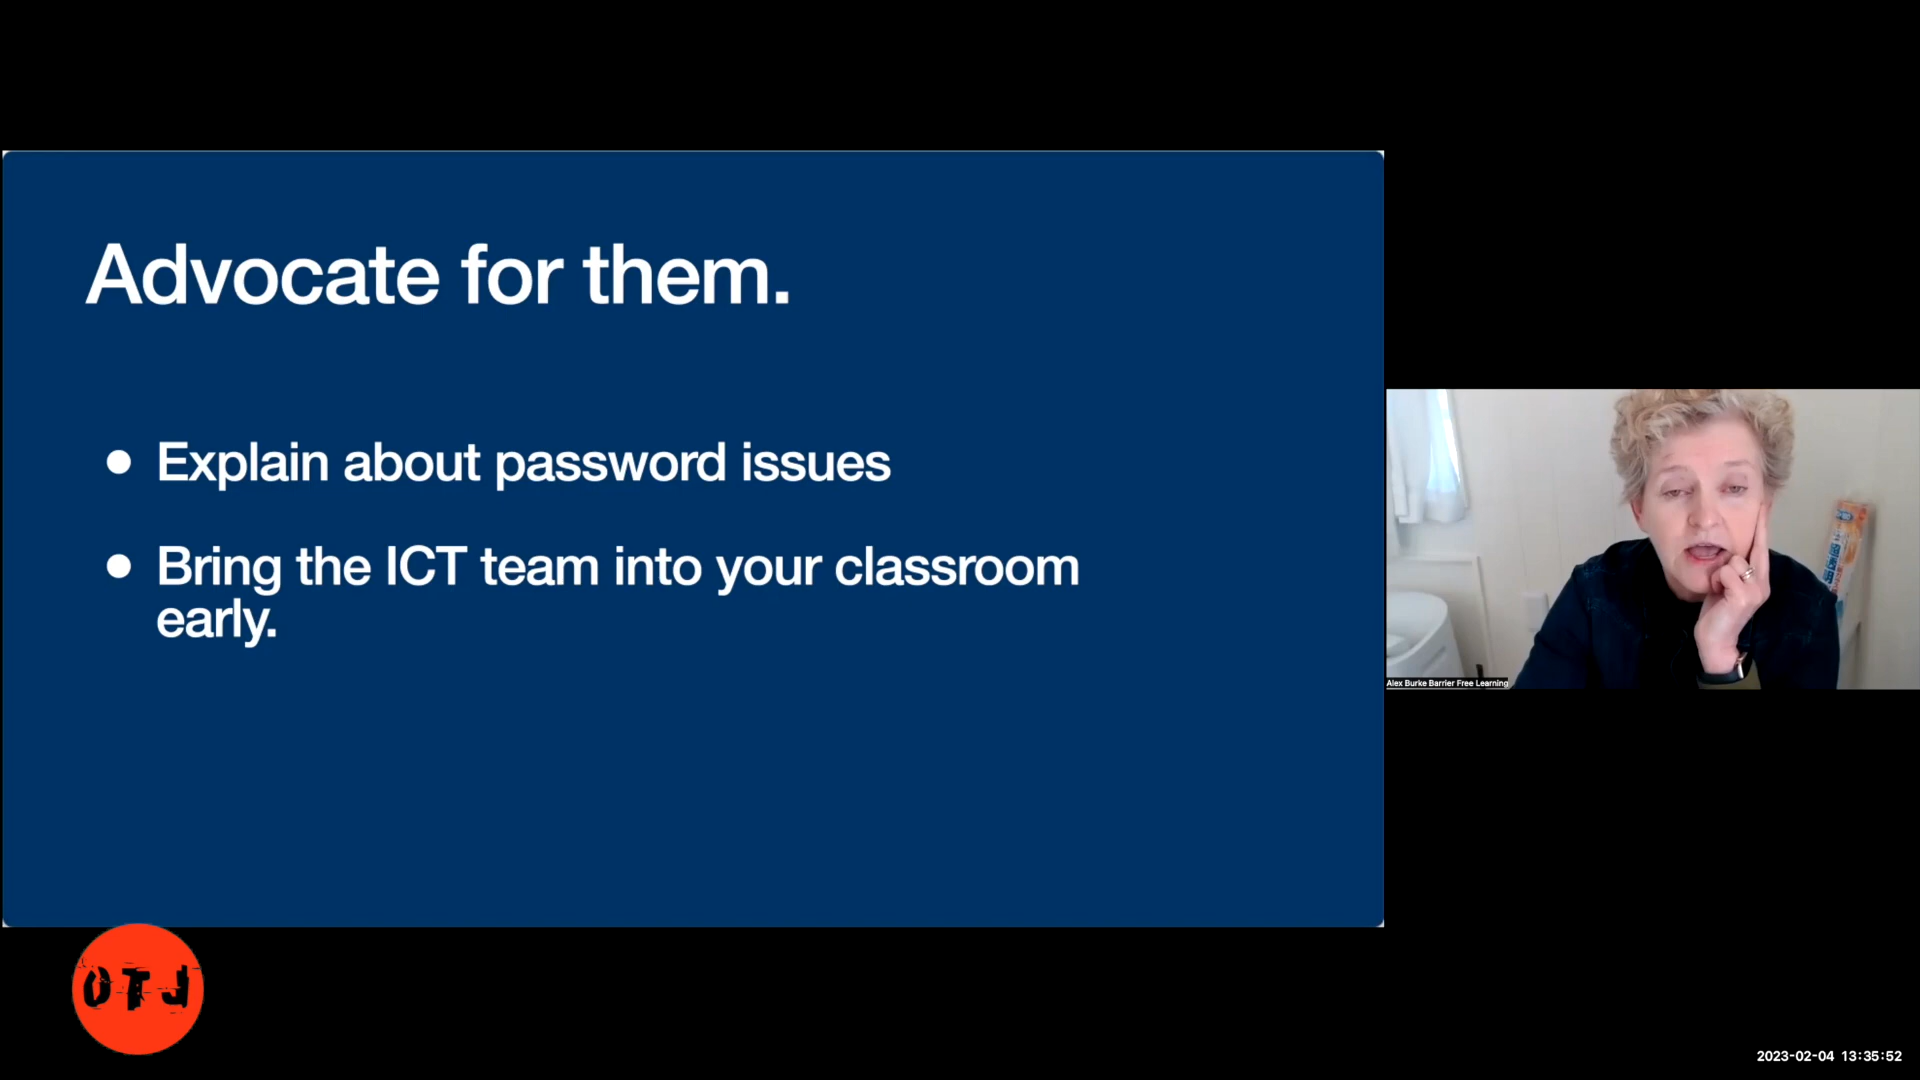 Advocate for them.
Explain about password issues
Bring the ICT team into your classroom
early.
Alex Burke Barrier Free Learning
OTJ
2023-02-04 13:35:52